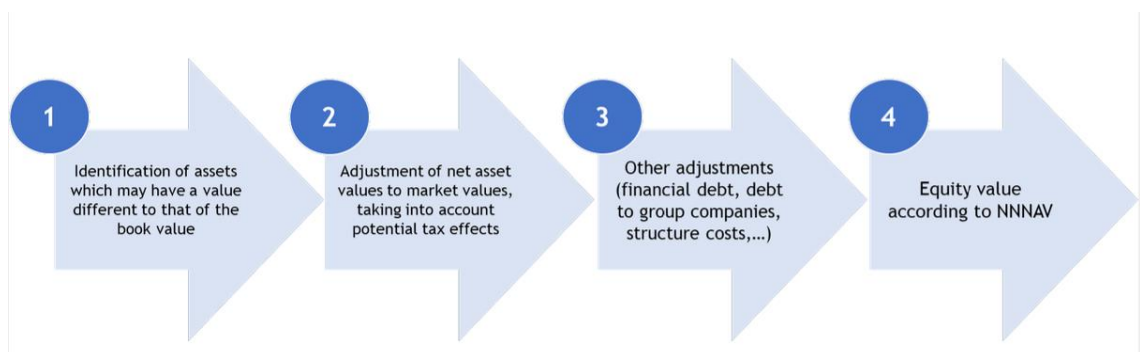 1
Identification of assets
which may have a value
different to that of the
book value
2
Adjustment of net asset
values to market values,
taking into account
potential tax effects
3
Other adjustments
(financial debt, debt
to group companies,
structure costs,...)
4
Equity value
according to NNNAV